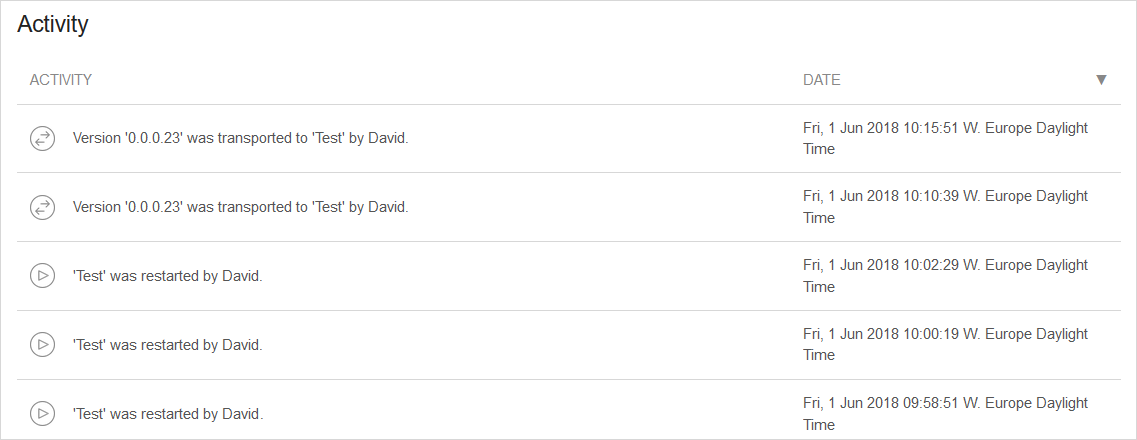 Activity
ACTIVITY
DATE ▼
Version '0.0.0.23' was transported to 'Test' by David.
Fri, 1 Jun 2018 10:15:51 W. Europe Daylight
Time
Version '0.0.0.23' was transported to 'Test' by David.
Fri, 1 Jun 2018 10:10:39 W. Europe Daylight
Time
'Test' was restarted by David.
Fri, 1 Jun 2018 10:02:29 W. Europe Daylight
Time
'Test' was restarted by David.
Fri, 1 Jun 2018 10:00:19 W. Europe Daylight
Time
'Test' was restarted by David.
Fri, 1 Jun 2018 09:58:51 W. Europe Daylight
Time